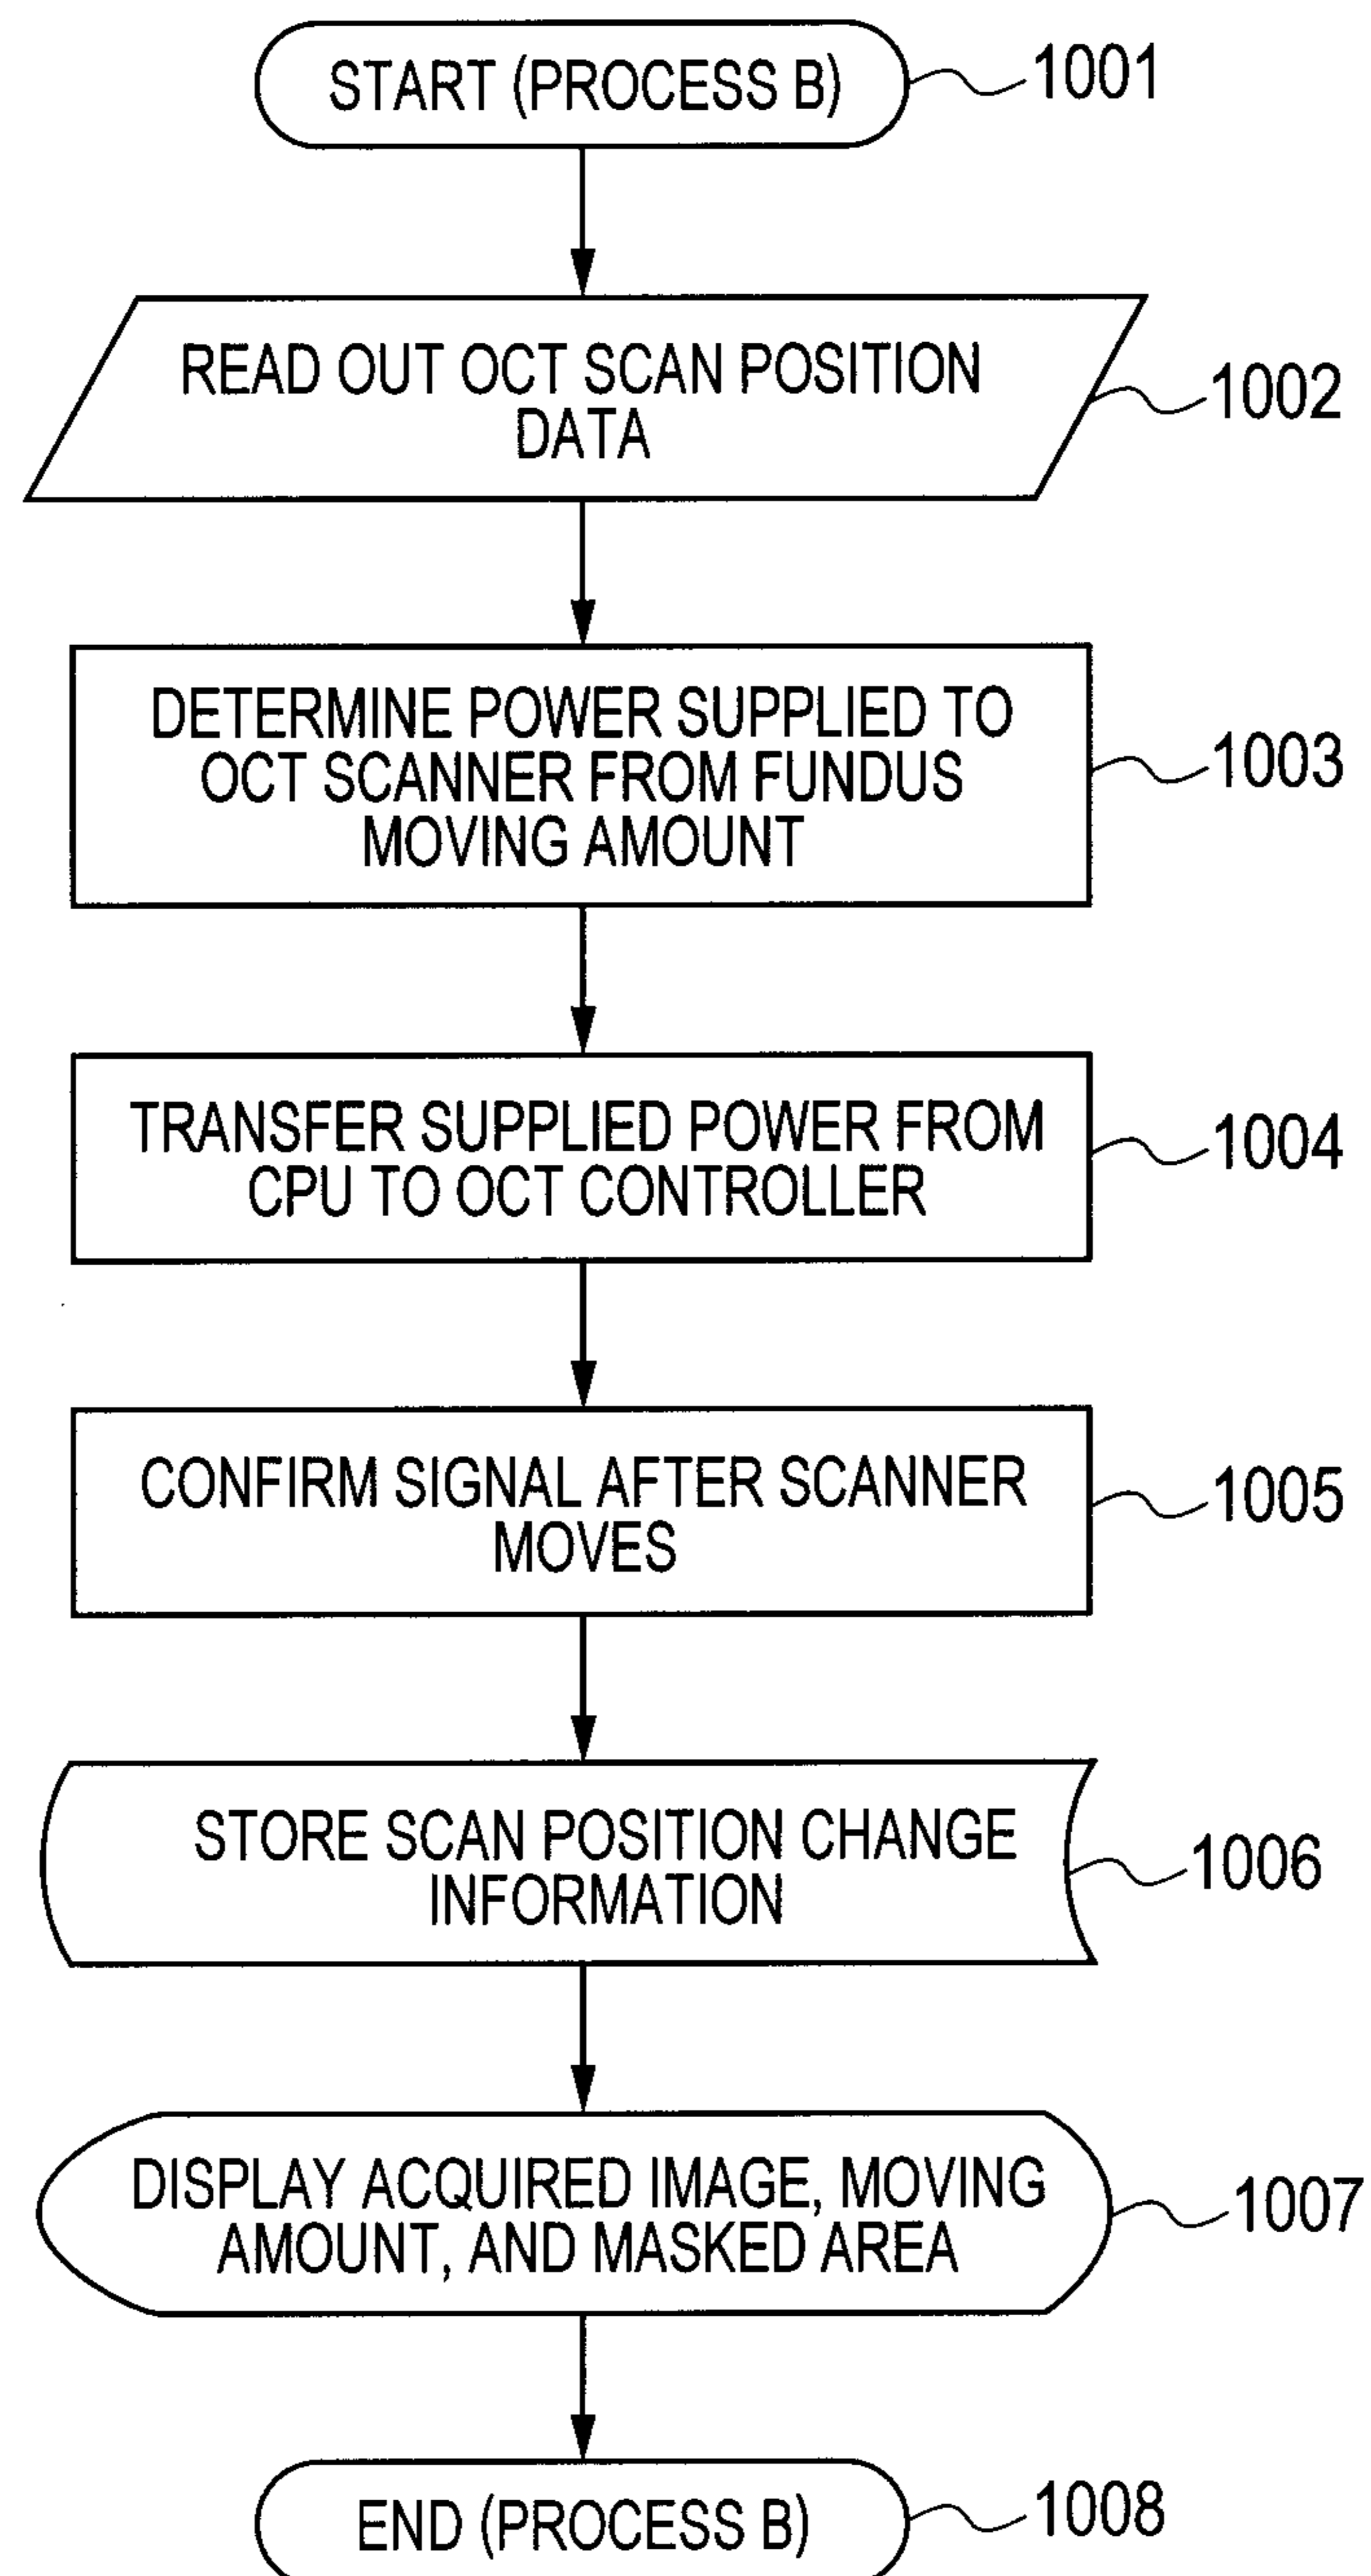 START (PROCESS B)
1001
READ OUT OCT SCAN POSITION
DATA
1002
DETERMINE POWER SUPPLIED TO
OCT SCANNER FROM FUNDUS
MOVING AMOUNT
1003
TRANSFER SUPPLIED POWER FROM
CPU TO OCT CONTROLLER
1004
CONFIRM SIGNAL AFTER SCANNER
MOVES
1005
STORE SCAN POSITION CHANGE
INFORMATION
1006
DISPLAY ACQUIRED IMAGE, MOVING
AMOUNT, AND MASKED AREA
1007
END (PROCESS B)
1008